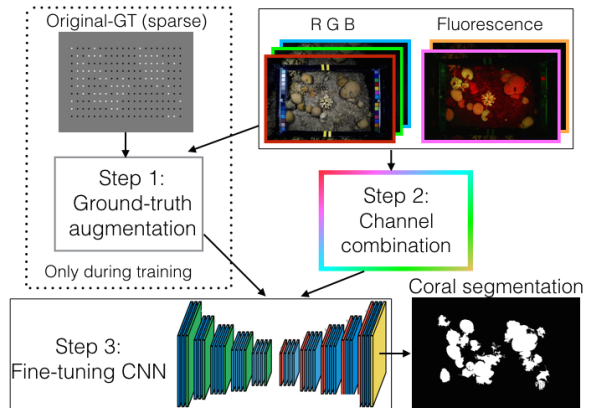 Original-GT (sparse)
R G B
Fluorescence
Step 1:
Ground-truth
augmentation
Only during training
Step 2:
Channel
combination
Coral segmentation
Step 3:
Fine-tuning CNN